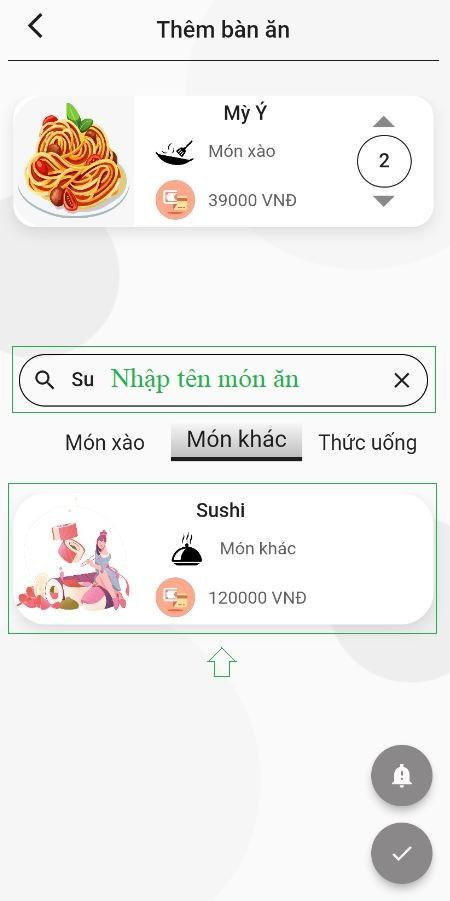 Thêm bàn ăn
Mỳ Ý
Món xào
2
39000 VNĐ
Su Nhập tên món ăn
Món xào Món khác Thức uống
Sushi
Món khác
120000 VNĐ